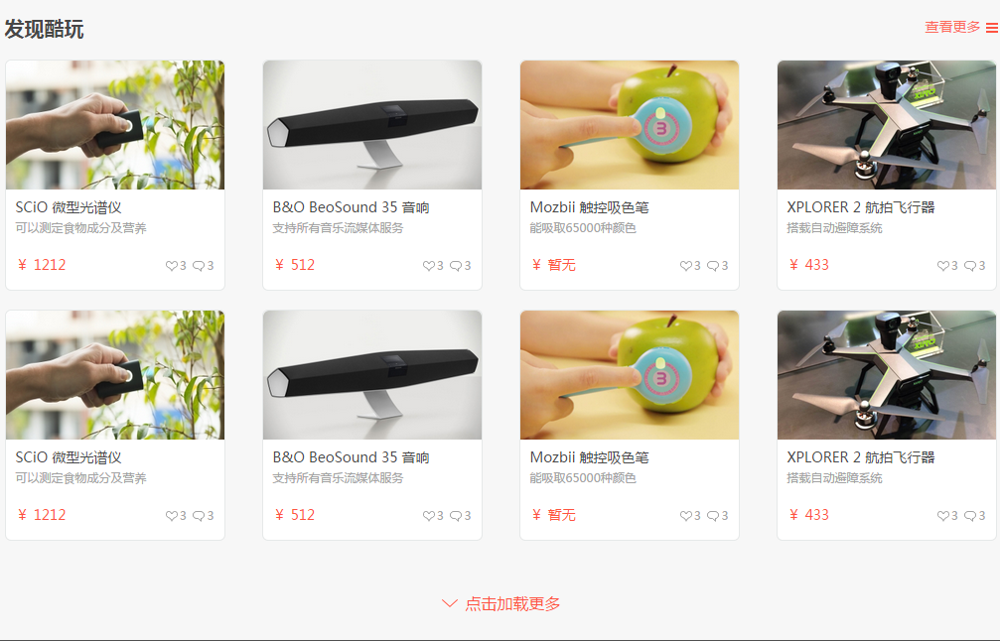 发现酷玩
查看更多
SCiO 微型光谱仪
可以测定食物成分及营养
￥ 1212
3 3
B&O BeoSound 35 音响
支持所有音乐流媒体服务
￥ 512
3 3
Mozbii 触控吸色笔
能吸取65000种颜色
￥ 暂无
3 3
XPLORER 2 航拍飞行器
搭载自动避障系统
￥ 433
3 3
SCiO 微型光谱仪
可以测定食物成分及营养
￥ 1212
3 3
B&O BeoSound 35 音响
支持所有音乐流媒体服务
￥ 512
3 3
Mozbii 触控吸色笔
能吸取65000种颜色
￥ 暂无
3 3
XPLORER 2 航拍飞行器
搭载自动避障系统
￥ 433
3 3
点击加载更多